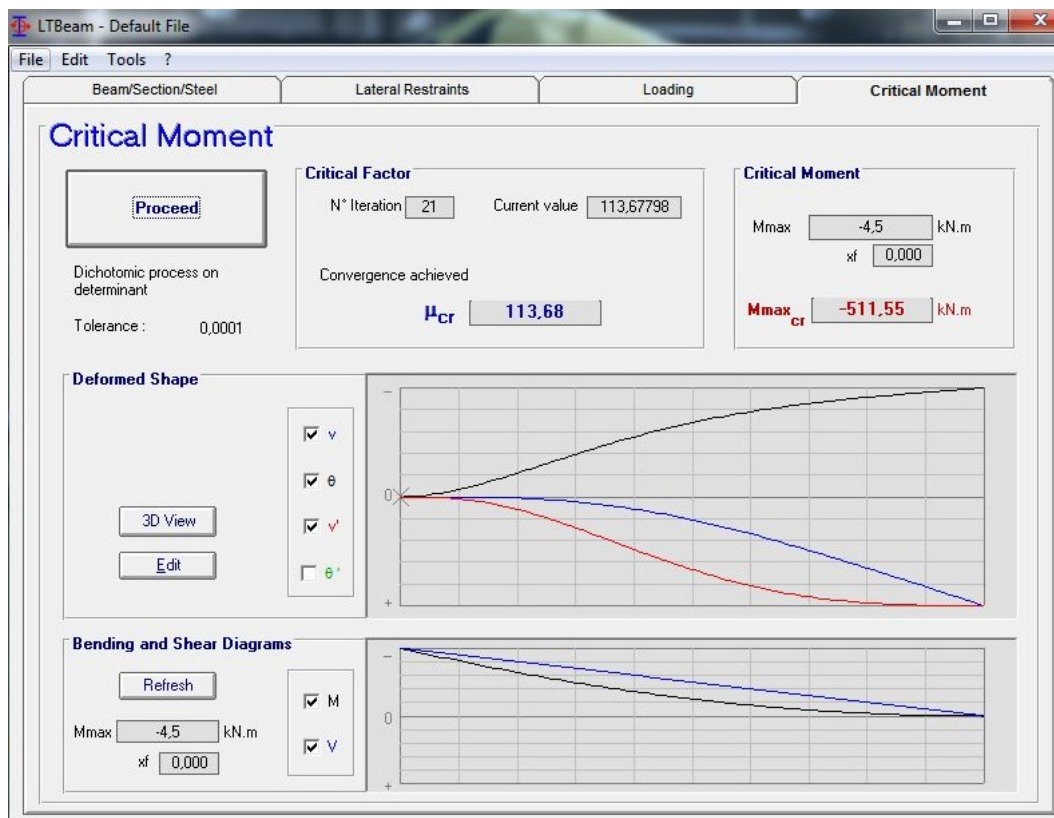 LTBeam - Default File
File Edit Tools ?
Beam/Section/Steel Lateral Restraints Loading Critical Moment
Critical Moment
Proceed
Dichotomic process on
determinant
Tolerance : 0,0001
Critical Factor
N° Iteration 21 Current value 113,67798
Convergence achieved
μcr 113,68
Critical Moment
Mmax -4,5 kN.m
xf 0,000
Mmax cr -511,55 kN.m
Deformed Shape
v
θ
v'
θ'
3D View
Edit
−
0
+
Bending and Shear Diagrams
Refresh
Mmax -4,5 kN.m
xf 0,000
M
V
−
0
+